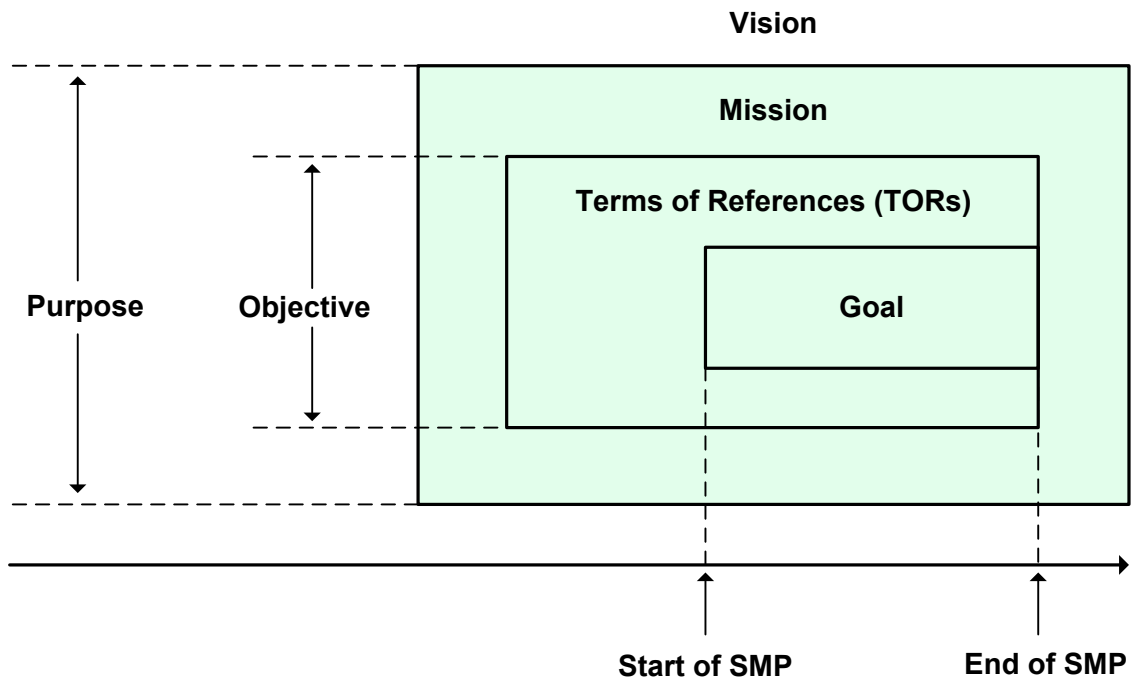 Vision
Mission
Terms of References (TORs)
Purpose
Objective
Goal
Start of SMP
End of SMP